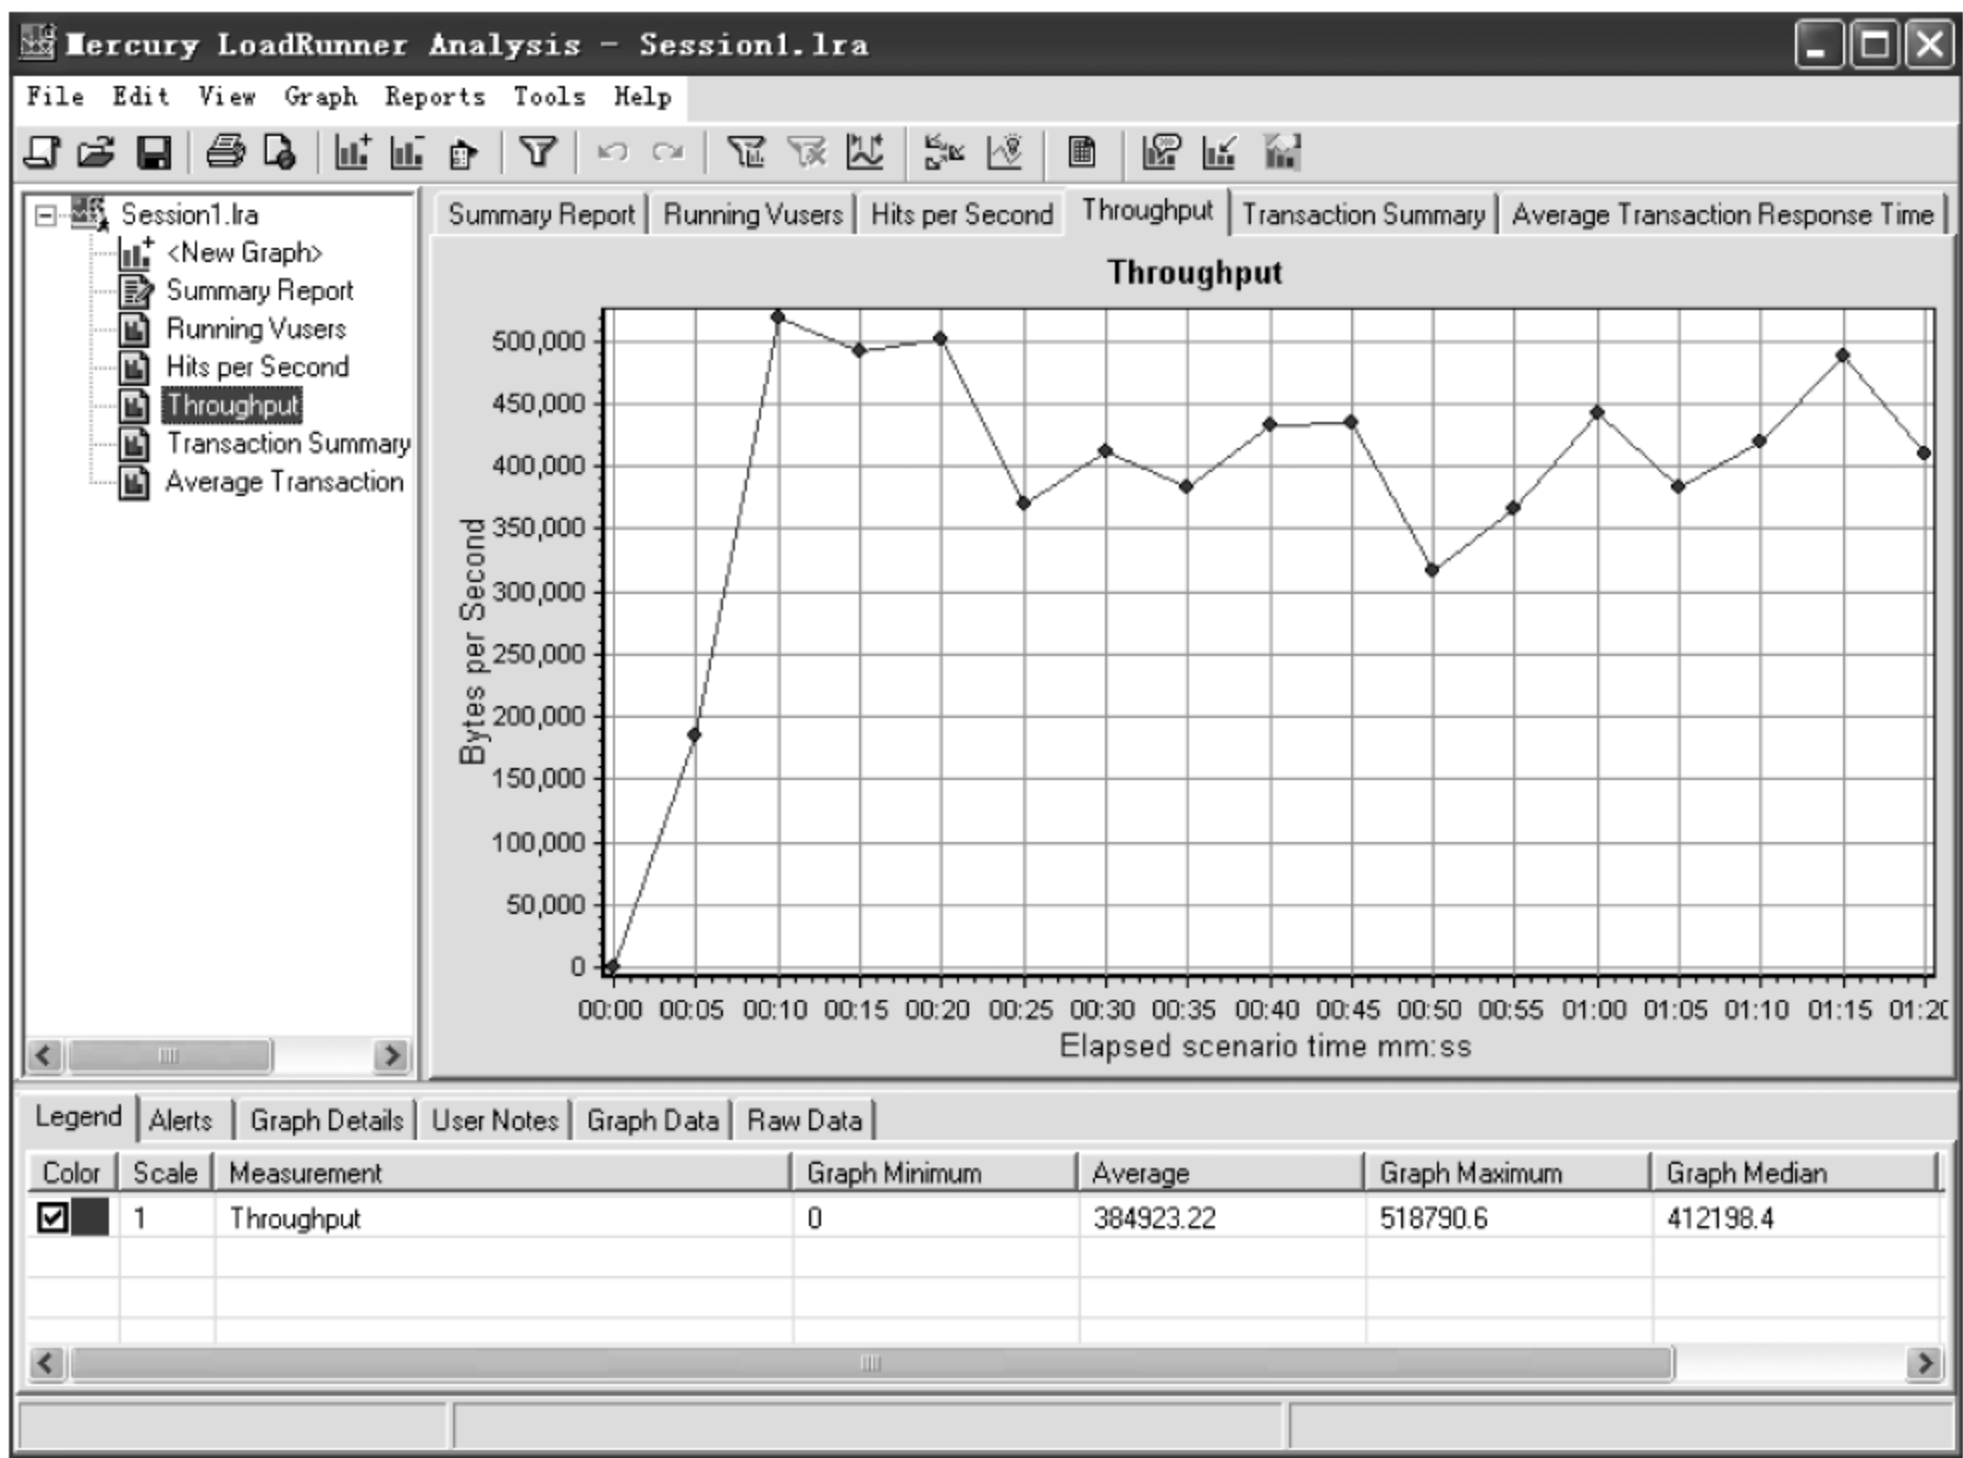 Mercury LoadRunner Analysis - Session1.lra
File Edit View Graph Reports Tools Help
Session1.lra
<New Graph>
Summary Report
Running Vusers
Hits per Second
Throughput
Transaction Summary
Average Transaction
Summary Report Running Vusers Hits per Second Throughput Transaction Summary Average Transaction Response Time
Throughput
Bytes per Second
500,000
450,000
400,000
350,000
300,000
250,000
200,000
150,000
100,000
50,000
0
00:00 00:05 00:10 00:15 00:20 00:25 00:30 00:35 00:40 00:45 00:50 00:55 01:00 01:05 01:10 01:15 01:20
Elapsed scenario time mm:ss
Legend Alerts Graph Details User Notes Graph Data Raw Data
Color Scale Measurement Graph Minimum Average Graph Maximum Graph Median
1 Throughput 0 384923.22 518790.6 412198.4